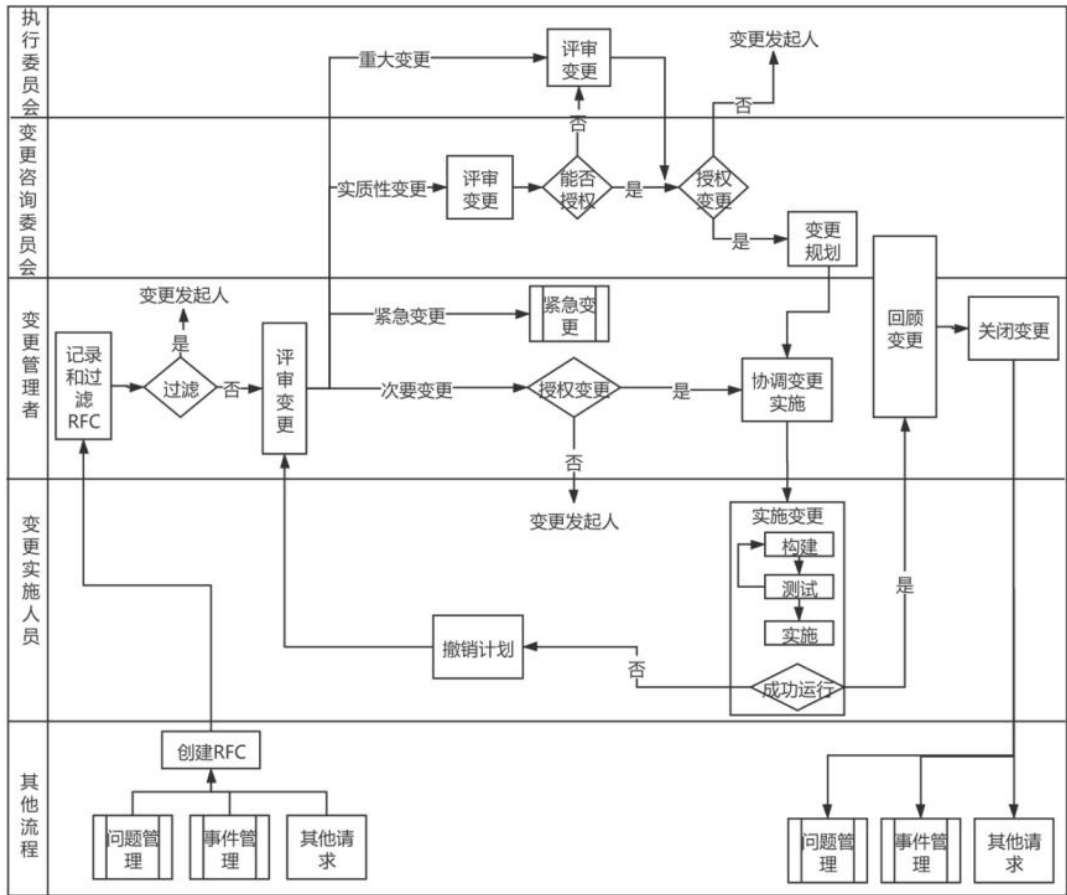 执行委员会
变更发起人
重大变更
评审
变更
否
否
变更咨询委员会
实质性变更
评审
变更
能否
授权
是
授权
变更
是
变更
规划
变更管理者
变更发起人
是
记录
和过
滤
RFC
过滤
否
评审变更
紧急变更
紧急变
更
次要变更
授权变更
是
否
协调变更
实施
回顾
变更
关闭变更
变更实施人员
变更发起人
实施变更
构建
测试
实施
成功运行
是
否
撤销计划
其他流程
创建RFC
问题管
理
事件管
理
其他请
求
问题管
理
事件管
理
其他请
求